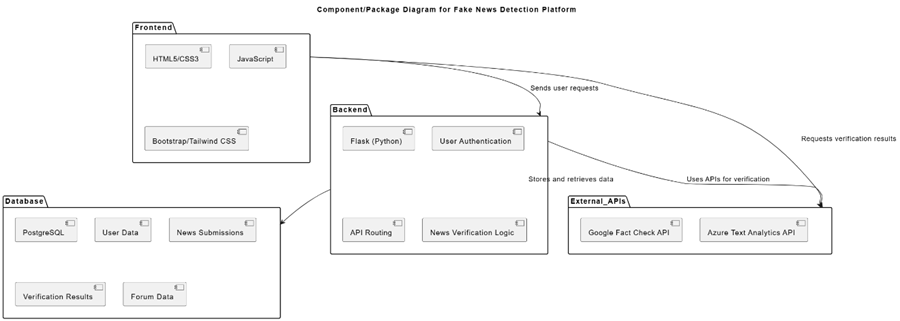 Component/Package Diagram for Fake News Detection Platform
Frontend
HTML5/CSS3
JavaScript
Bootstrap/Tailwind CSS
Sends user requests
Requests verification results
Backend
Flask (Python)
User Authentication
API Routing
News Verification Logic
Stores and retrieves data
Uses APIs for verification
Database
PostgreSQL
User Data
News Submissions
Verification Results
Forum Data
External_APIs
Google Fact Check API
Azure Text Analytics API